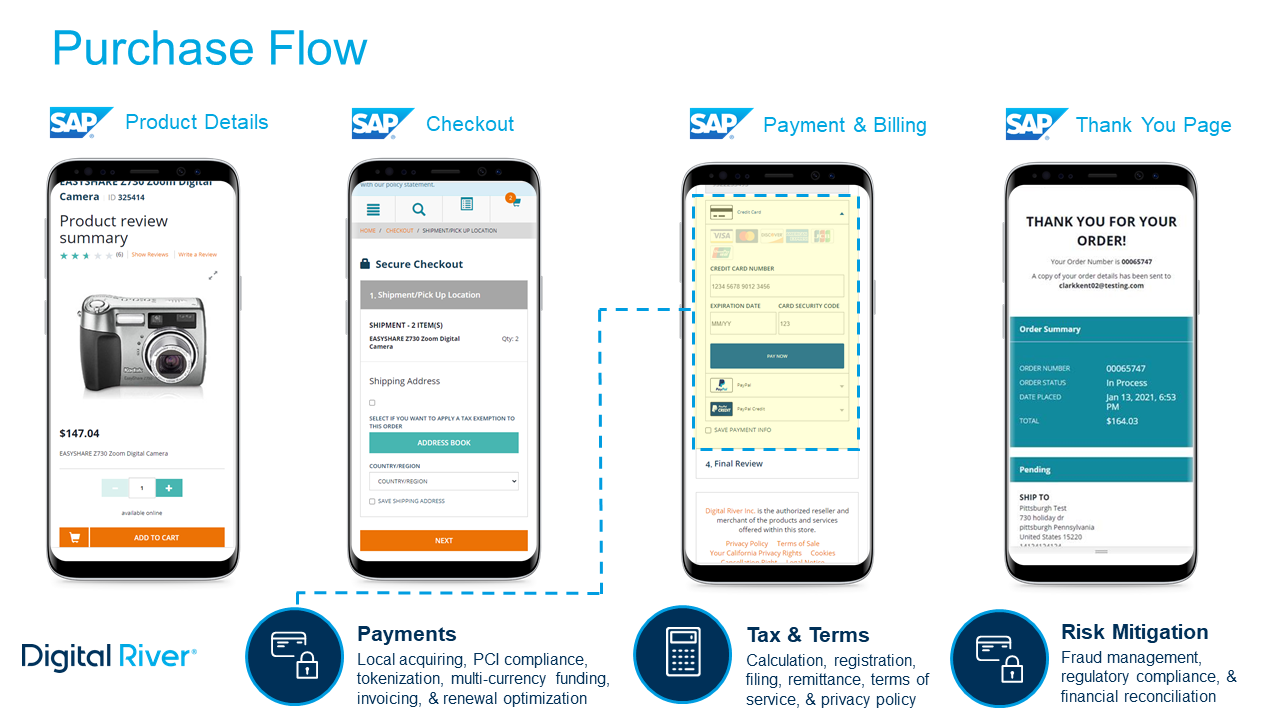 Purchase Flow
SAP
Product Details
SAP
Checkout
SAP
Payment & Billing
SAP
Thank You Page
EASYSHARE Z730 Zoom Digital
Camera ID 325414
Product review
summary
(6) Show Reviews Write a Review
Kodak
$147.04
EASYSHARE Z730 Zoom Digital Camera
− 1 +
available online
ADD TO CART
with our policy statement.
2
HOME / CHECKOUT / SHIPMENT/PICK UP LOCATION
Secure Checkout
1. Shipment/Pick Up Location
SHIPMENT - 2 ITEM(S)
EASYSHARE Z730 Zoom Digital Qty: 2
Camera
Shipping Address
SELECT IF YOU WANT TO APPLY A TAX EXEMPTION TO
THIS ORDER
ADDRESS BOOK
COUNTRY/REGION
COUNTRY/REGION
SAVE SHIPPING ADDRESS
NEXT
Credit Card
VISA MasterCard DISCOVER JCB
CREDIT CARD NUMBER
1234 5678 9012 3456
EXPIRATION DATE CARD SECURITY CODE
MM/YY 123
PAY NOW
PayPal PayPal
PayPal CREDIT PayPal Credit
SAVE PAYMENT INFO
4. Final Review
Digital River Inc. is the authorized reseller and
merchant of the products and services
offered within this store.
Privacy Policy Terms of Sale
Your California Privacy Rights Cookies
Cancellation Right Legal Notice
THANK YOU FOR YOUR
ORDER!
Your Order Number is 00065747
A copy of your order details has been sent to
clarkkent02@testing.com
Order Summary
ORDER NUMBER 00065747
ORDER STATUS In Process
DATE PLACED Jan 13, 2021, 6:53
PM
TOTAL $164.03
Pending
SHIP TO
Pittsburgh Test
730 holiday dr
pittsburgh Pennsylvania
United States 15220
Digital River®
Payments
Local acquiring, PCI compliance,
tokenization, multi-currency funding,
invoicing, & renewal optimization
Tax & Terms
Calculation, registration,
filing, remittance, terms of
service, & privacy policy
Risk Mitigation
Fraud management,
regulatory compliance, &
financial reconciliation